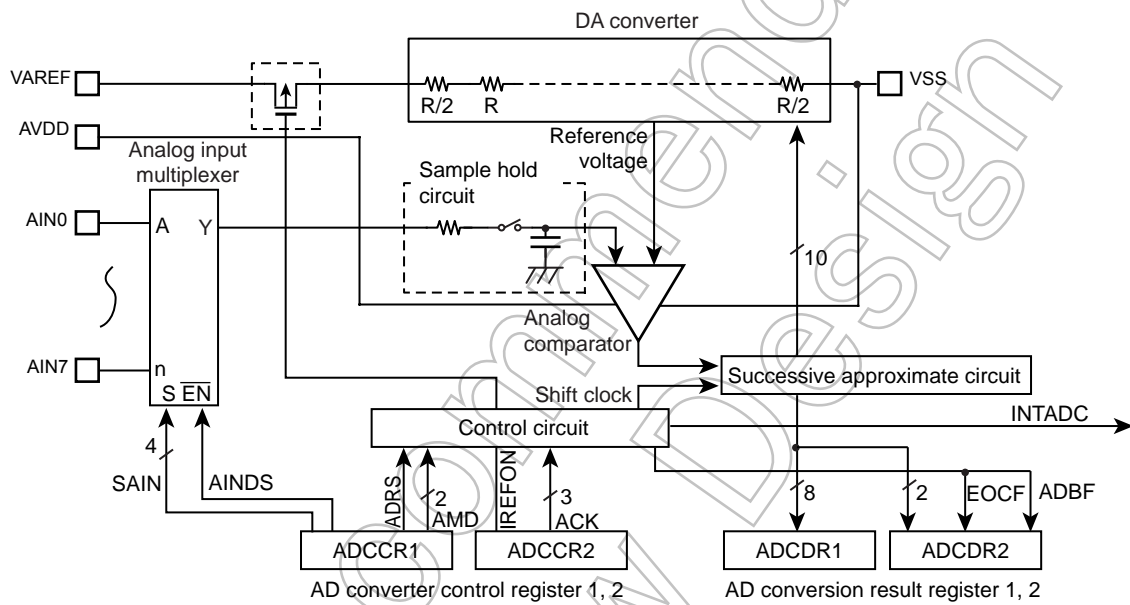 DA converter
VAREF
VSS
R/2
R
R/2
AVDD
Reference
voltage
Analog input
multiplexer
Sample hold
circuit
AIN0
A
Y
10
Analog
comparator
AIN7
n
S
EN
Successive approximate circuit
Shift clock
INTADC
Control circuit
4
SAIN
AINDS
ADRS
2
AMD
IREFON
3
ACK
8
2
EOCF
ADBF
ADCCR1
ADCCR2
ADCDR1
ADCDR2
AD converter control register 1, 2
AD conversion result register 1, 2
commend
w Design